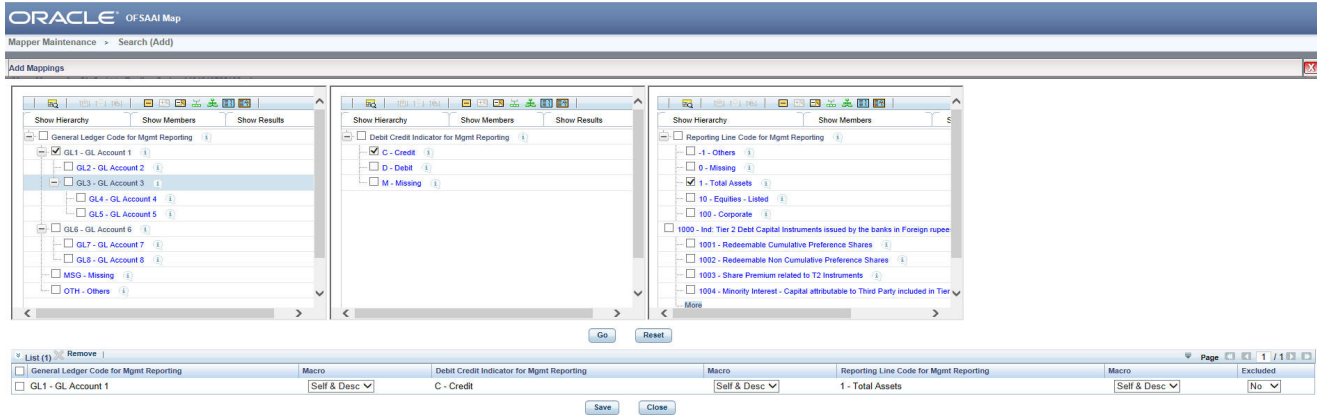 ORACLE® OFSAAI Map
Mapper Maintenance > Search (Add)
Add Mappings
X
Show Hierarchy Show Members Show Results
General Ledger Code for Mgmt Reporting
GL1 - GL Account 1
GL2 - GL Account 2
GL3 - GL Account 3
GL4 - GL Account 4
GL5 - GL Account 5
GL6 - GL Account 6
GL7 - GL Account 7
GL8 - GL Account 8
MSG - Missing
OTH - Others
Show Hierarchy Show Members Show Results
Debit Credit Indicator for Mgmt Reporting
C - Credit
D - Debit
M - Missing
Show Hierarchy Show Members S
Reporting Line Code for Mgmt Reporting
-1 - Others
0 - Missing
1 - Total Assets
10 - Equities - Listed
100 - Corporate
1000 - Ind: Tier 2 Debt Capital Instruments issued by the banks in Foreign rupee
1001 - Redeemable Cumulative Preference Shares
1002 - Redeemable Non Cumulative Preference Shares
1003 - Share Premium related to T2 Instruments
1004 - Minority Interest - Capital attributable to Third Party included in Tier
More
Go Reset
List (1) Remove Page 1 / 1
General Ledger Code for Mgmt Reporting Macro Debit Credit Indicator for Mgmt Reporting Macro Reporting Line Code for Mgmt Reporting Macro Excluded
GL1 - GL Account 1 Self & Desc C - Credit Self & Desc 1 - Total Assets Self & Desc No
Save Close